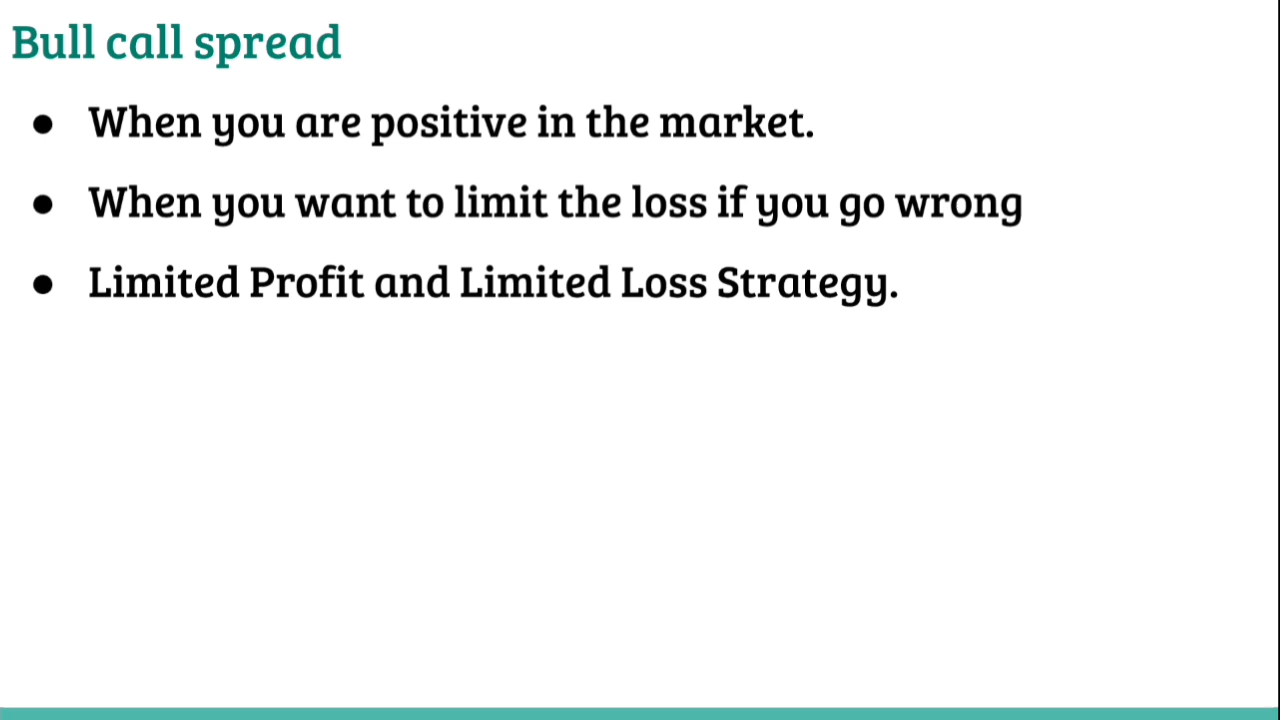 Bull call spread
● When you are positive in the market.
● When you want to limit the loss if you go wrong
● Limited Profit and Limited Loss Strategy.